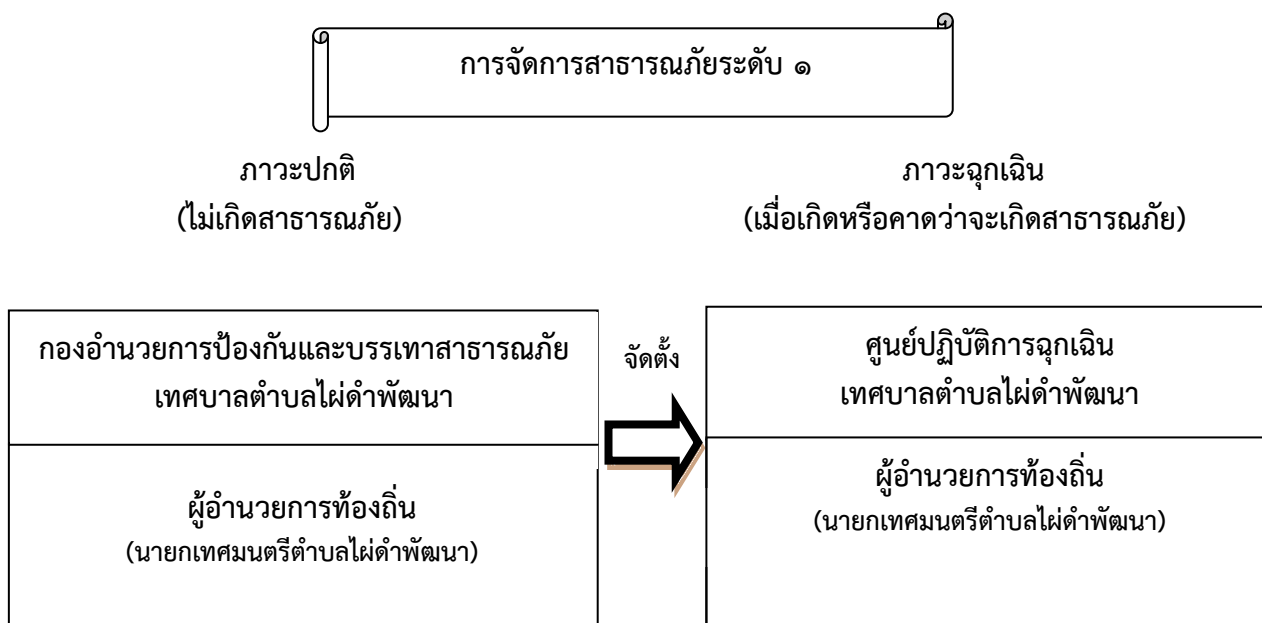 การจัดการสาธารณภัยระดับ ๑
ภาวะปกติ
(ไม่เกิดสาธารณภัย)
ภาวะฉุกเฉิน
(เมื่อเกิดหรือคาดว่าจะเกิดสาธารณภัย)
กองอำนวยการป้องกันและบรรเทาสาธารณภัย
เทศบาลตำบลไผ่ดำพัฒนา
ผู้อำนวยการท้องถิ่น
(นายกเทศมนตรีตำบลไผ่ดำพัฒนา)
จัดตั้ง
ศูนย์ปฏิบัติการฉุกเฉิน
เทศบาลตำบลไผ่ดำพัฒนา
ผู้อำนวยการท้องถิ่น
(นายกเทศมนตรีตำบลไผ่ดำพัฒนา)